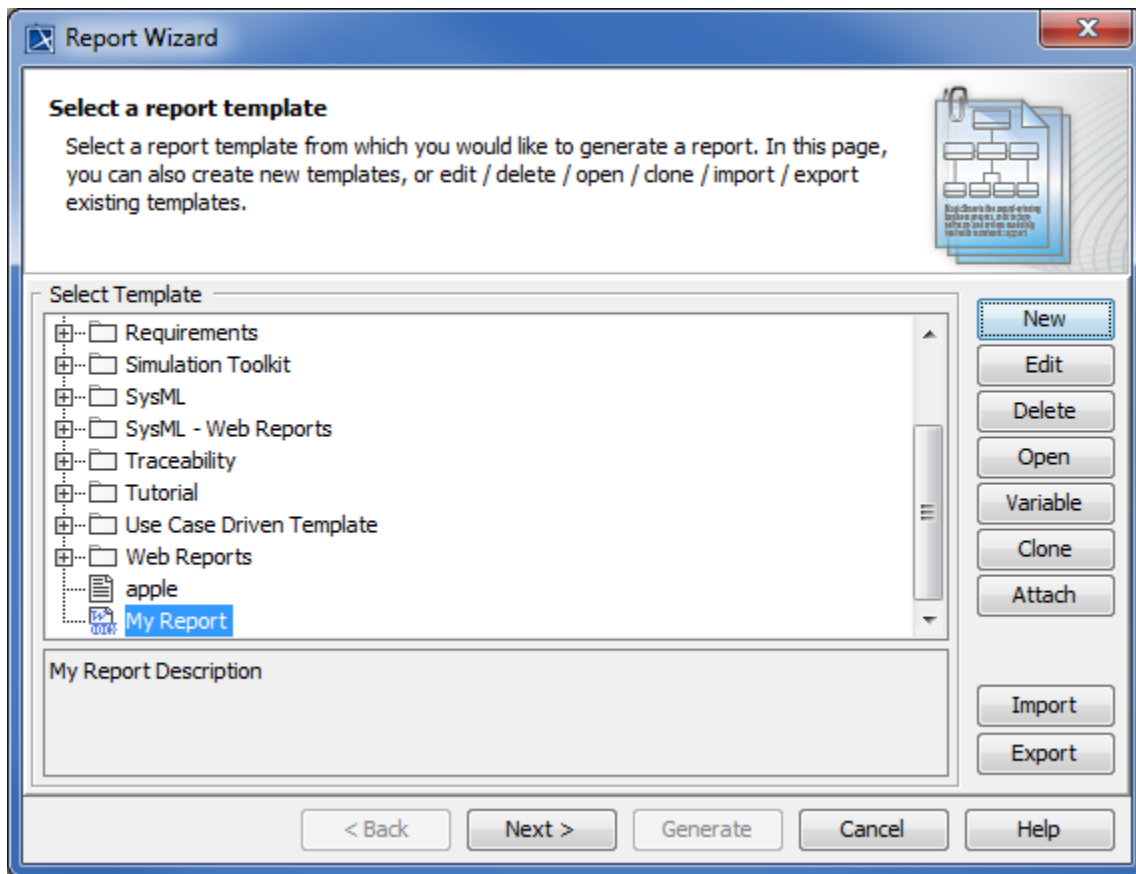 Report Wizard
Select a report template
Select a report template from which you would like to generate a report. In this page,
you can also create new templates, or edit / delete / open / clone / import / export
existing templates.
Select Template
Requirements
Simulation Toolkit
SysML
SysML - Web Reports
Traceability
Tutorial
Use Case Driven Template
Web Reports
apple
My Report
My Report Description
New
Edit
Delete
Open
Variable
Clone
Attach
Import
Export
< Back
Next >
Generate
Cancel
Help